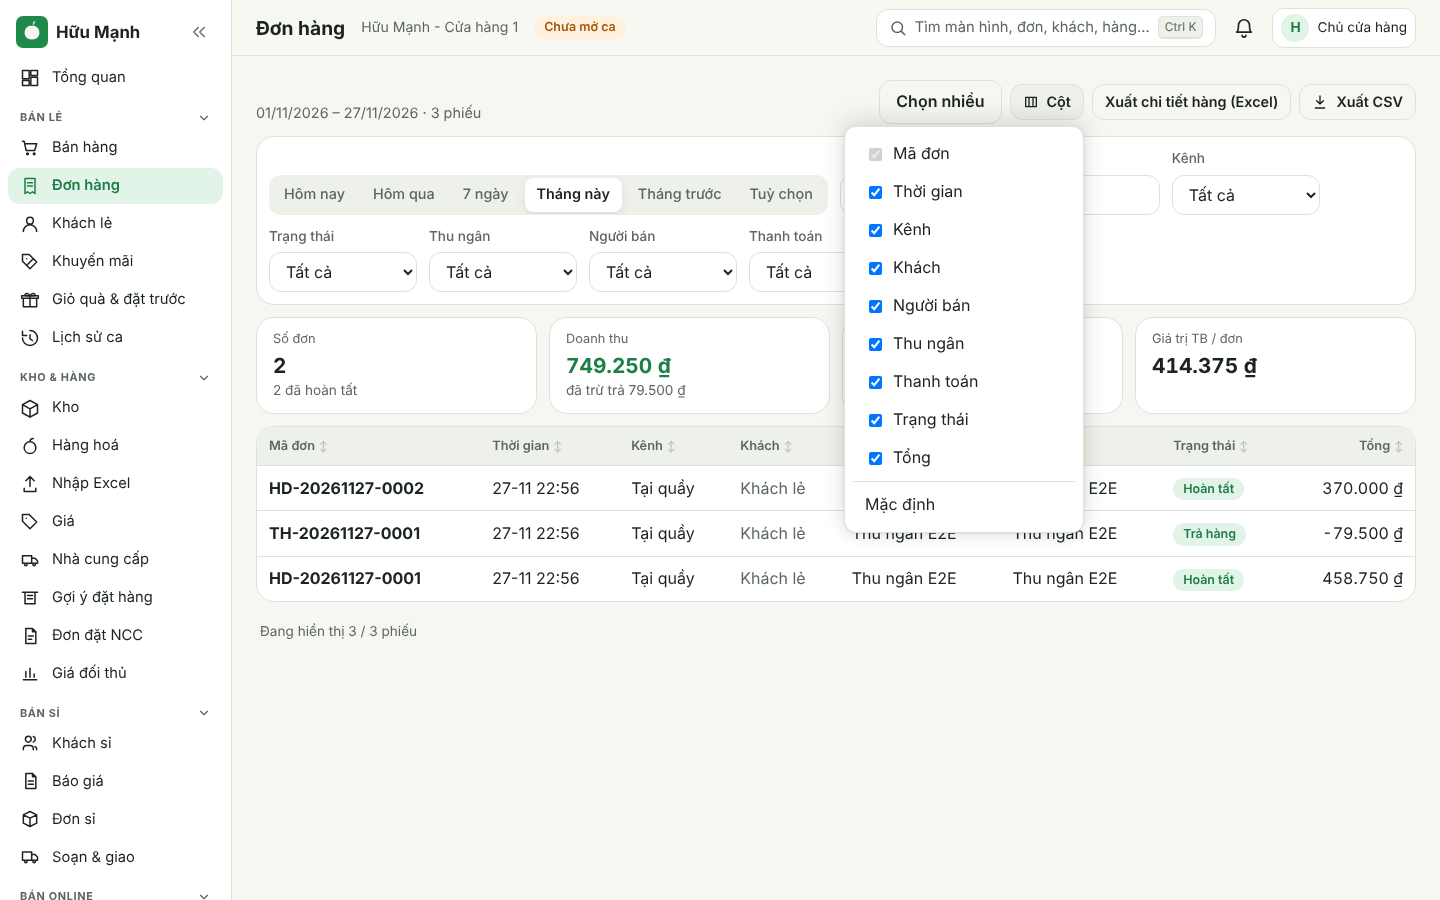 Hữu Mạnh
Tổng quan
BÁN LẺ
Bán hàng
Đơn hàng
Khách lẻ
Khuyến mãi
Giỏ quà & đặt trước
Lịch sử ca
KHO & HÀNG
Kho
Hàng hoá
Nhập Excel
Giá
Nhà cung cấp
Gợi ý đặt hàng
Đơn đặt NCC
Giá đối thủ
BÁN SỈ
Khách sỉ
Báo giá
Đơn sỉ
Soạn & giao
BÁN ONLINE
Đơn hàng Hữu Mạnh - Cửa hàng 1 Chưa mở ca Tìm màn hình, đơn, khách, hàng... Ctrl K H Chủ cửa hàng
01/11/2026 – 27/11/2026 · 3 phiếu Chọn nhiều Cột Xuất chi tiết hàng (Excel) Xuất CSV
Kênh
Hôm nay Hôm qua 7 ngày Tháng này Tháng trước Tuỳ chọn Tất cả
Trạng thái Thu ngân Người bán Thanh toán
Tất cả Tất cả Tất cả Tất cả
Mã đơn
Thời gian
Kênh
Khách
Người bán
Thu ngân
Thanh toán
Trạng thái
Tổng
Mặc định
Số đơn
2
2 đã hoàn tất
Doanh thu
749.250 ₫
đã trừ trả 79.500 ₫
Giá trị TB / đơn
414.375 ₫
Mã đơn Thời gian Kênh Khách Trạng thái Tổng
HD-20261127-0002 27-11 22:56 Tại quầy Khách lẻ E2E Hoàn tất 370.000 ₫
TH-20261127-0001 27-11 22:56 Tại quầy Khách lẻ Thu ngân E2E Thu ngân E2E Trả hàng -79.500 ₫
HD-20261127-0001 27-11 22:56 Tại quầy Khách lẻ Thu ngân E2E Thu ngân E2E Hoàn tất 458.750 ₫
Đang hiển thị 3 / 3 phiếu